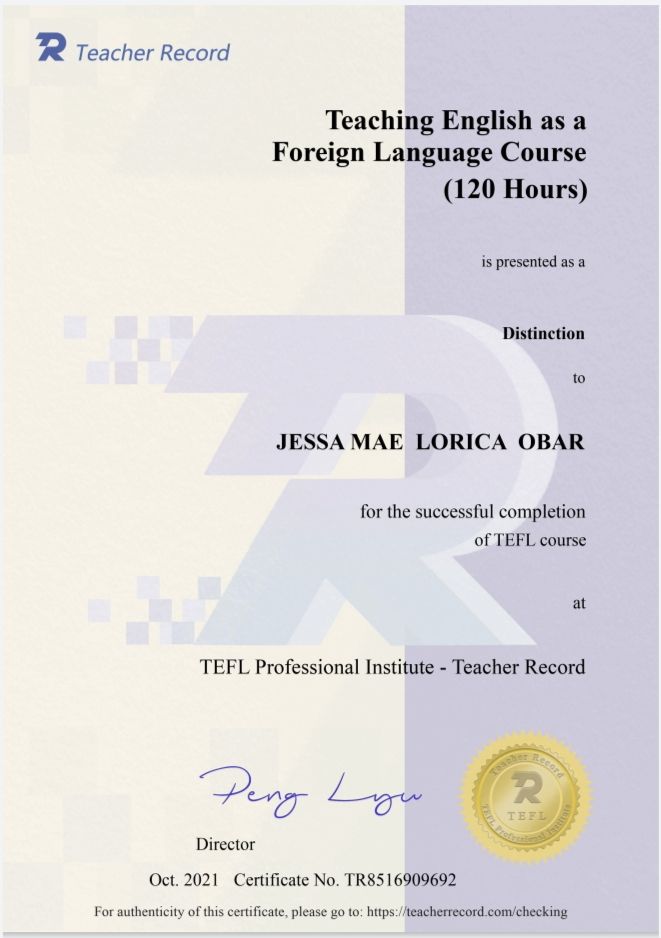 Teacher Record
Teaching English as a
Foreign Language Course
(120 Hours)
is presented as a
Distinction
to
JESSA MAE LORICA OBAR
for the successful completion
of TEFL course
at
TEFL Professional Institute - Teacher Record
Peng Lyu
Teacher Record
R
TEFL
TEFL Professional Institute
Director
Oct. 2021 Certificate No. TR8516909692
For authenticity of this certificate, please go to: https://teacherrecord.com/checking